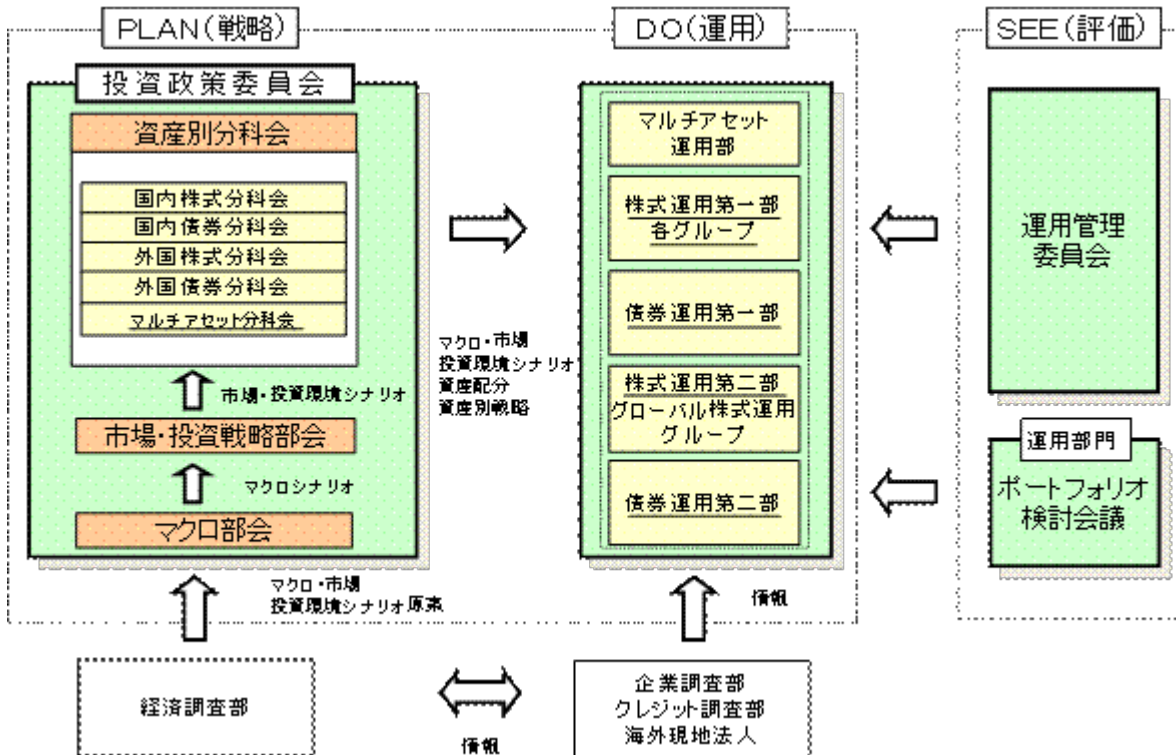 PLAN(戦略)
DO(運用)
SEE(評価)
投資政策委員会
資産別分科会
国内株式分科会
国内債券分科会
外国株式分科会
外国債券分科会
マルチアセット分科会
市場・投資環境シナリオ
市場・投資戦略部会
マクロシナリオ
マクロ部会
マクロ・市場
投資環境シナリオ
資産配分
資産別戦略
マルチアセット
運用部
株式運用第一部
各グループ
債券運用第一部
株式運用第二部
グローバル株式運用
グループ
債券運用第二部
運用管理
委員会
運用部門
ポートフォリオ
検討会議
マクロ・市場
投資環境シナリオ原案
情報
経済調査部
情報
企業調査部
クレジット調査部
海外現地法人